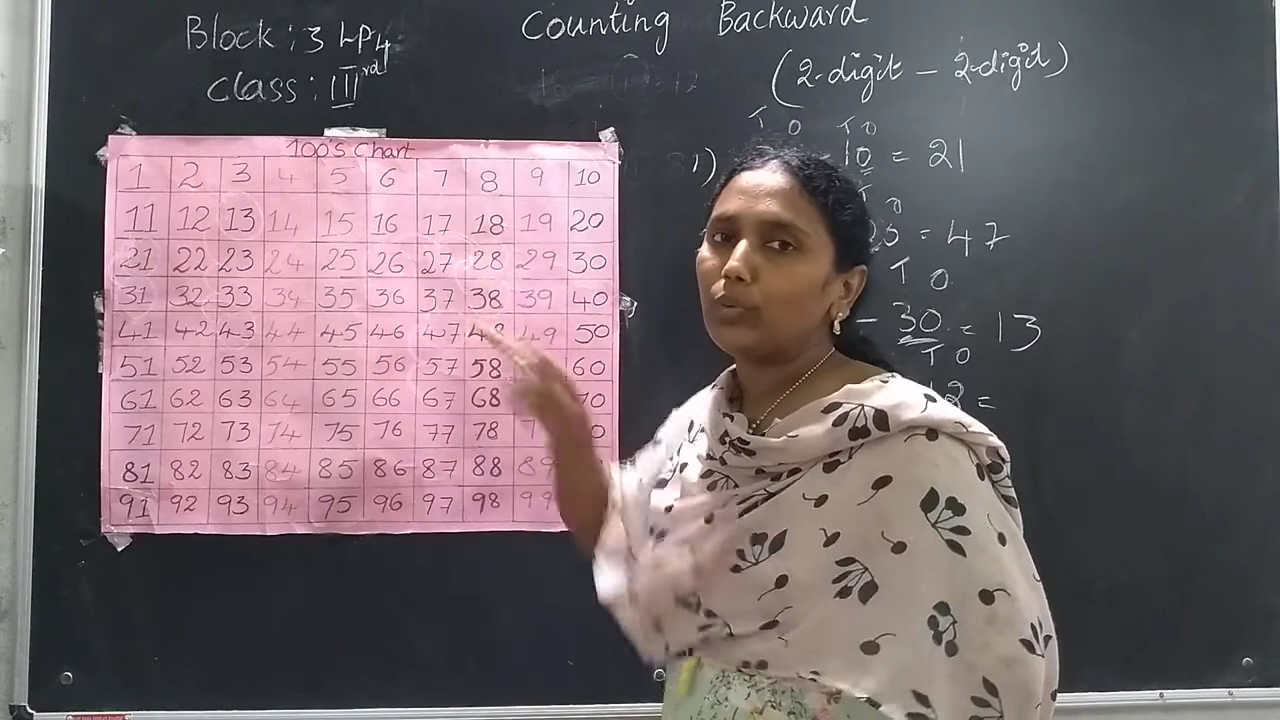 Block : 3 LP4
Class : IIIrd
Counting Backward
(2-digit - 2-digit)
100's Chart
1 2 3 4 5 6 7 8 9 10
11 12 13 14 15 16 17 18 19 20
21 22 23 24 25 26 27 28 29 30
31 32 33 34 35 36 37 38 39 40
41 42 43 44 45 46 47 48 49 50
51 52 53 54 55 56 57 58 60
61 62 63 64 65 66 67 68
71 72 73 74 75 76 77 78
81 82 83 84 85 86 87 88 89
91 92 93 94 95 96 97 98 99
T O T O
1) 10 = 21
T O
= 47
T O
- 30 = 13
T O
=